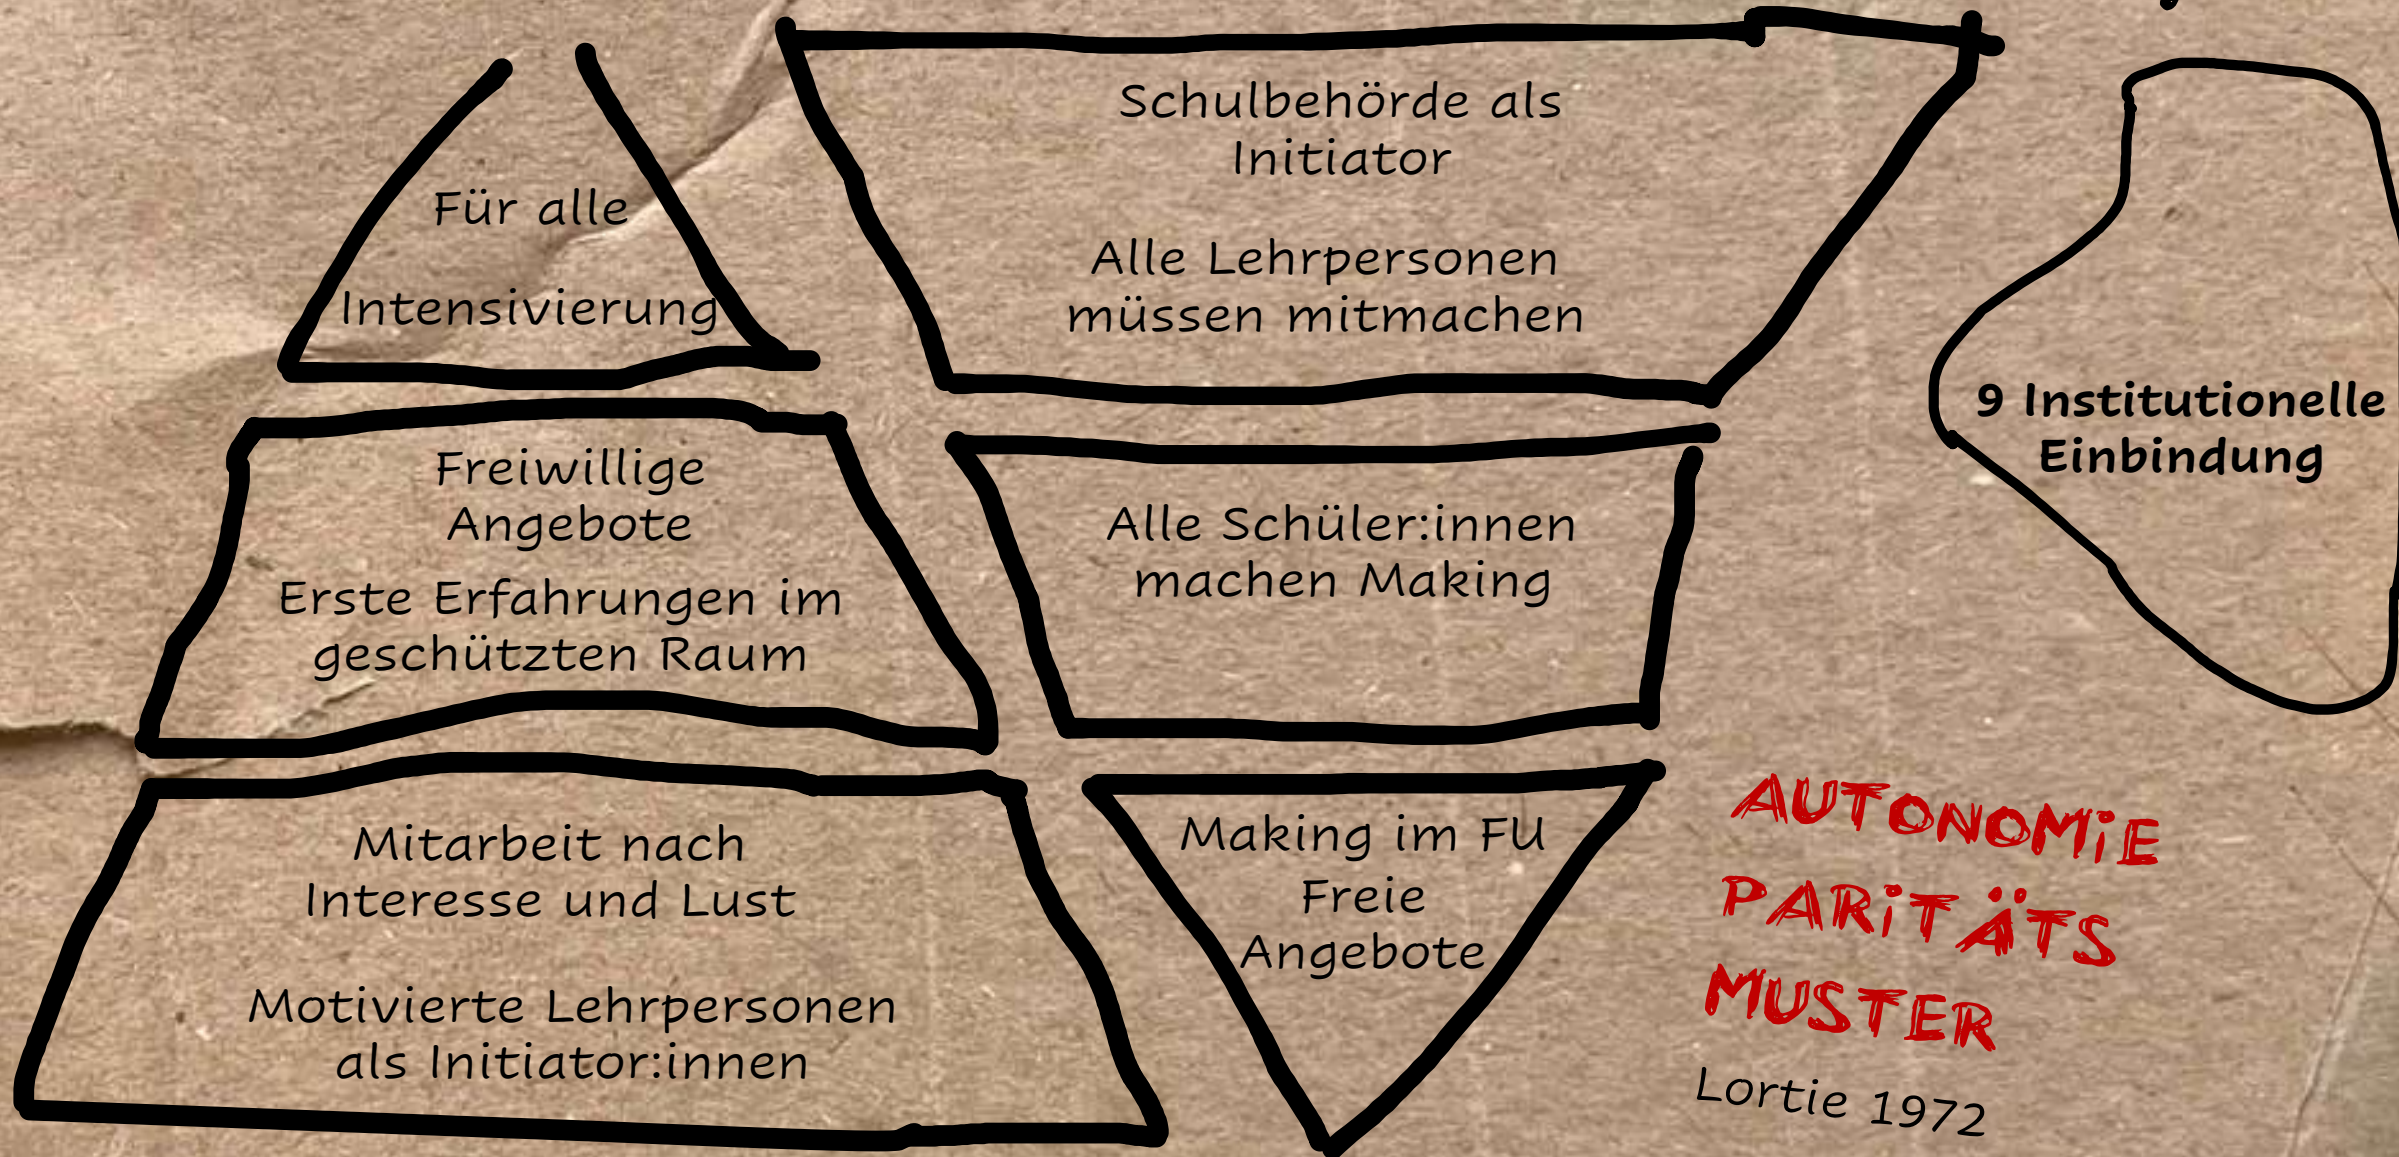 Für alle
Intensivierung
Freiwillige
Angebote
Erste Erfahrungen im
geschützten Raum
Mitarbeit nach
Interesse und Lust
Motivierte Lehrpersonen
als Initiator:innen
Schulbehörde als
Initiator
Alle Lehrpersonen
müssen mitmachen
Alle Schüler:innen
machen Making
Making im FU
Freie
Angebote
9 Institutionelle
Einbindung
AUTONOMiE
PARiTÄTS
MUSTER
Lortie 1972